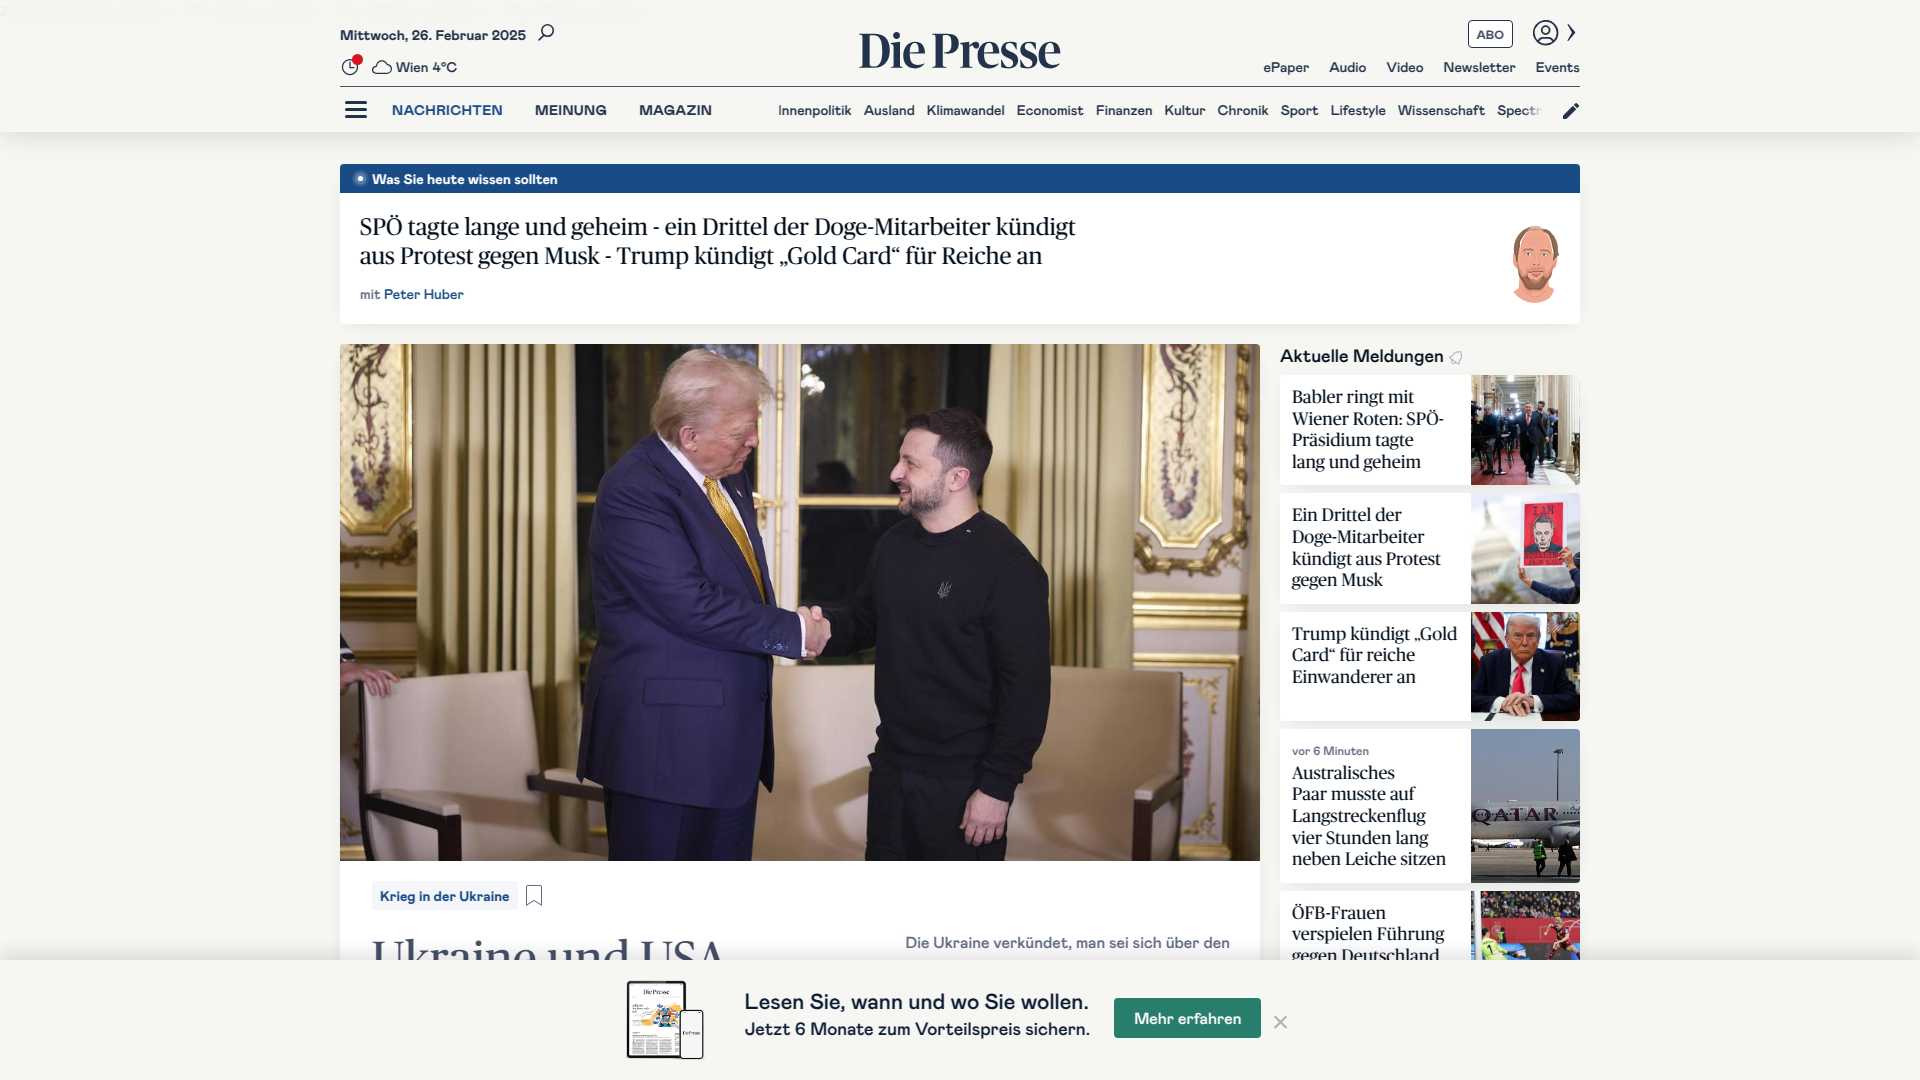 Mittwoch, 26. Februar 2025
Die Presse
ABO
Wien 4°C
ePaper Audio Video Newsletter Events
NACHRICHTEN MEINUNG MAGAZIN
Innenpolitik Ausland Klimawandel Economist Finanzen Kultur Chronik Sport Lifestyle Wissenschaft Spectr
Was Sie heute wissen sollten
SPÖ tagte lange und geheim - ein Drittel der Doge-Mitarbeiter kündigt
aus Protest gegen Musk - Trump kündigt „Gold Card“ für Reiche an
mit Peter Huber
Krieg in der Ukraine
Ukraine und USA
Die Ukraine verkündet, man sei sich über den
Aktuelle Meldungen
Babler ringt mit
Wiener Roten: SPÖ-
Präsidium tagte
lang und geheim
Ein Drittel der
Doge-Mitarbeiter
kündigt aus Protest
gegen Musk
Trump kündigt „Gold
Card“ für reiche
Einwanderer an
vor 6 Minuten
Australisches
Paar musste auf
Langstreckenflug
vier Stunden lang
neben Leiche sitzen
QATAR
ÖFB-Frauen
verspielen Führung
gegen Deutschland
Die Presse
Die Presse
Lesen Sie, wann und wo Sie wollen.
Jetzt 6 Monate zum Vorteilspreis sichern.
Mehr erfahren